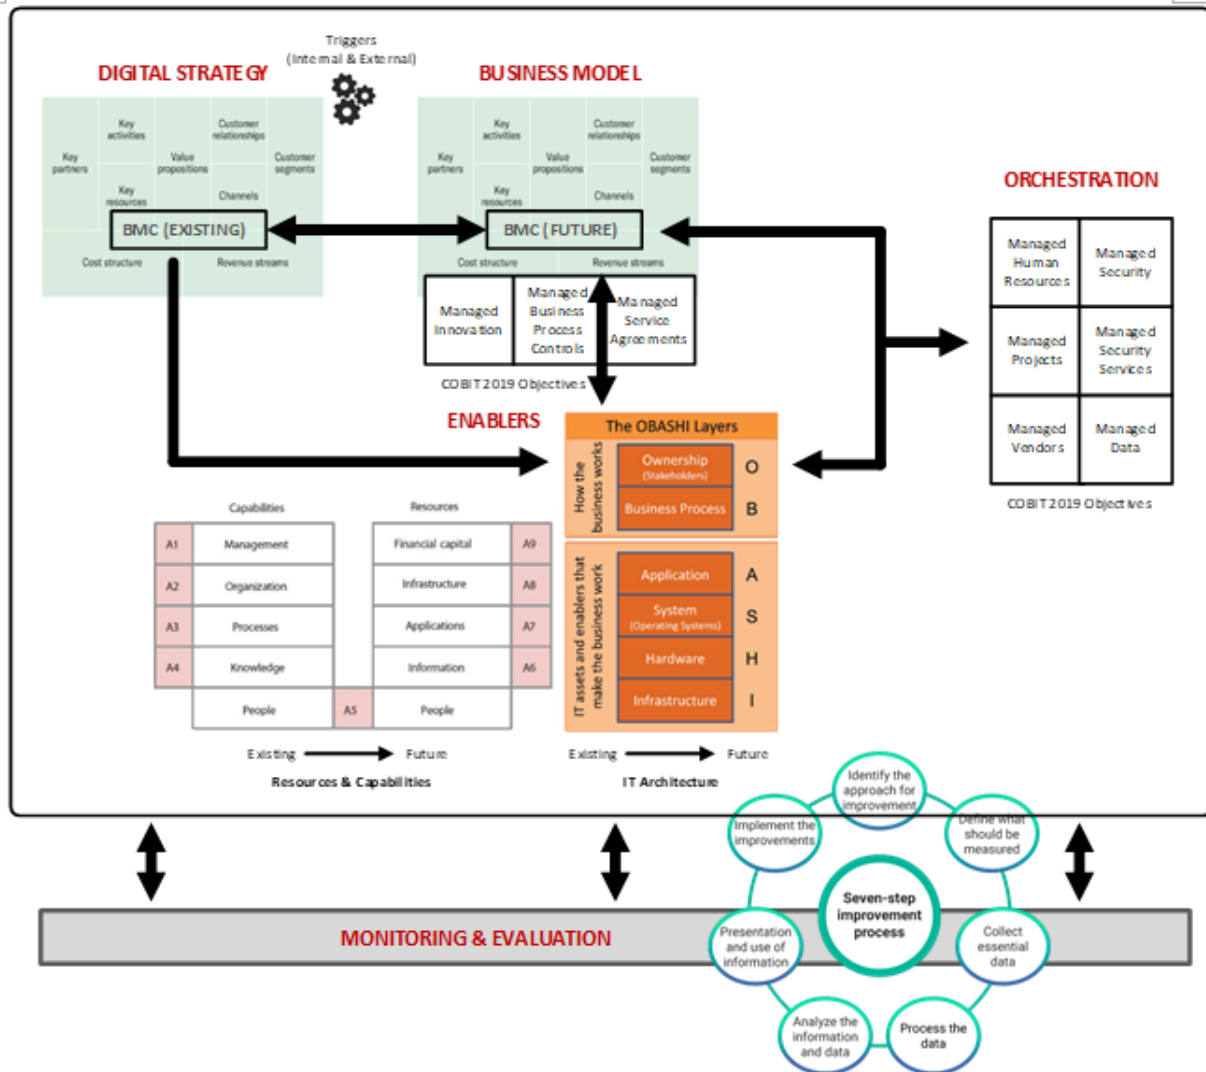 Triggers
(Internal & External)
DIGITAL STRATEGY
BUSINESS MODEL
Key
partners
Key
activities
Key
resources
Value
propositions
Customer
relationships
Channels
Customer
segments
BMC (EXISTING)
Cost structure
Revenue streams
Key
partners
Key
activities
Key
resources
Value
propositions
Customer
relationships
Channels
Customer
segments
BMC (FUTURE)
Cost structure
Revenue streams
Managed
Innovation
Managed
Business
Process
Controls
Managed
Service
Agreements
COBIT 2019 Objectives
ORCHESTRATION
Managed
Human
Resources
Managed
Security
Managed
Projects
Managed
Security
Services
Managed
Vendors
Managed
Data
COBIT 2019 Objectives
ENABLERS
Capabilities
Resources
A1
Management
Financial capital
A9
A2
Organization
Infrastructure
A8
A3
Processes
Applications
A7
A4
Knowledge
Information
A6
People
A5
People
Existing
Future
Resources & Capabilities
The OBASHI Layers
How the
business works
Ownership
(Stakeholders)
O
Business Process
B
IT assets and enablers that
make the business work
Application
A
System
(Operating Systems)
S
Hardware
H
Infrastructure
I
Existing
Future
IT Architecture
MONITORING & EVALUATION
Seven-step
improvement
process
Identify the
approach for
improvement
Define what
should be
measured
Collect
essential
data
Process the
data
Analyze the
information
and data
Presentation
and use of
information
Implement the
improvements